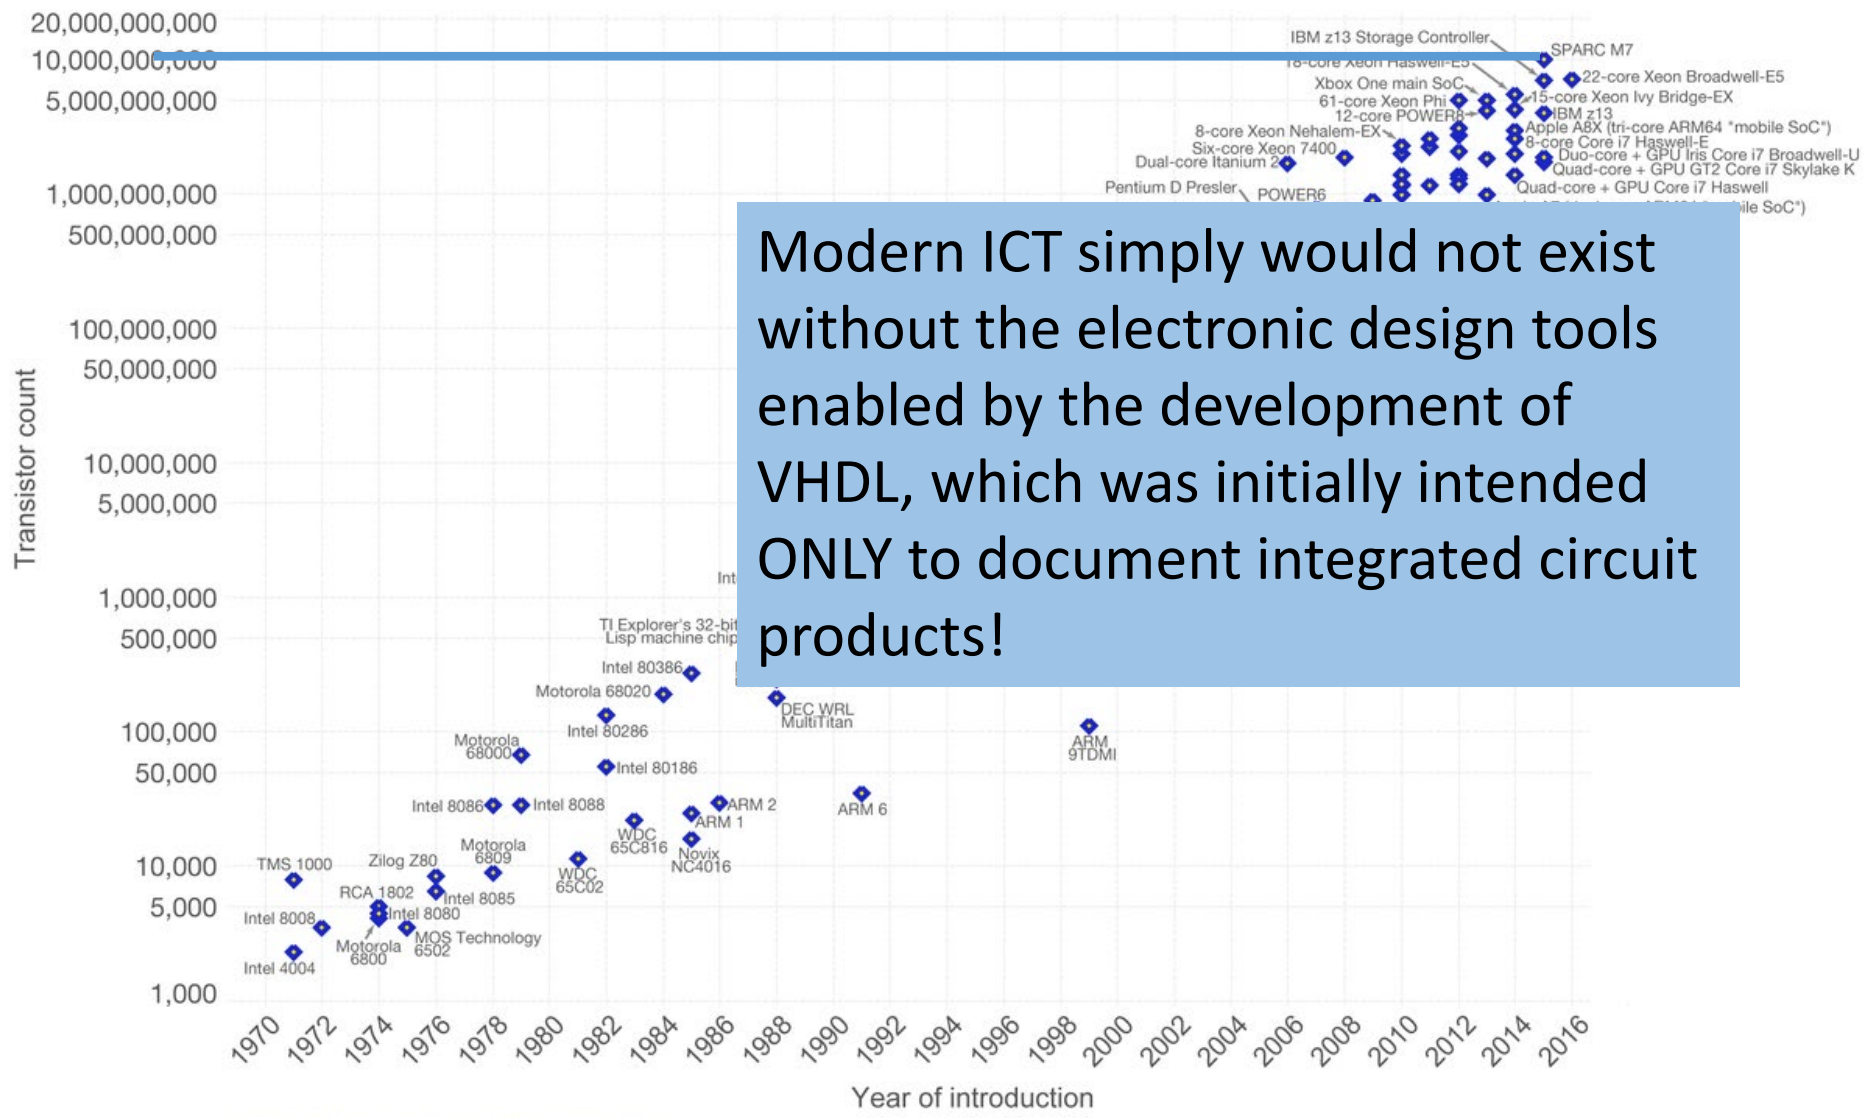 20,000,000,000
10,000,000,000
5,000,000,000
1,000,000,000
500,000,000
100,000,000
50,000,000
10,000,000
5,000,000
1,000,000
500,000
100,000
50,000
10,000
5,000
1,000
Transistor count
IBM z13 Storage Controller
SPARC M7
18-core Xeon Haswell-E5
22-core Xeon Broadwell-E5
Xbox One main SoC
61-core Xeon Phi
15-core Xeon Ivy Bridge-EX
12-core POWER8
IBM z13
8-core Xeon Nehalem-EX
Apple A8X (tri-core ARM64 "mobile SoC")
Six-core Xeon 7400
8-core Core i7 Haswell-E
Dual-core Itanium 2
Duo-core + GPU Iris Core i7 Broadwell-U
Quad-core + GPU GT2 Core i7 Skylake K
Pentium D Presler
POWER6
Quad-core + GPU Core i7 Haswell
ile SoC")
Modern ICT simply would not exist
without the electronic design tools
enabled by the development of
VHDL, which was initially intended
ONLY to document integrated circuit
products!
Int
TI Explorer's 32-bit
Lisp machine chip
Intel 80386
Motorola 68020
DEC WRL
MultiTitan
Intel 80286
Motorola
68000
ARM
9TDMI
Intel 80186
Intel 8086
Intel 8088
ARM 2
ARM 6
ARM 1
WDC
65C816
Novix
NC4016
Motorola
6809
TMS 1000
Zilog Z80
WDC
65C02
RCA 1802
Intel 8085
Intel 8008
Intel 8080
Motorola
6800
MOS Technology
6502
Intel 4004
1970
1972
1974
1976
1978
1980
1982
1984
1986
1988
1990
1992
1994
1996
1998
2000
2002
2004
2006
2008
2010
2012
2014
2016
Year of introduction